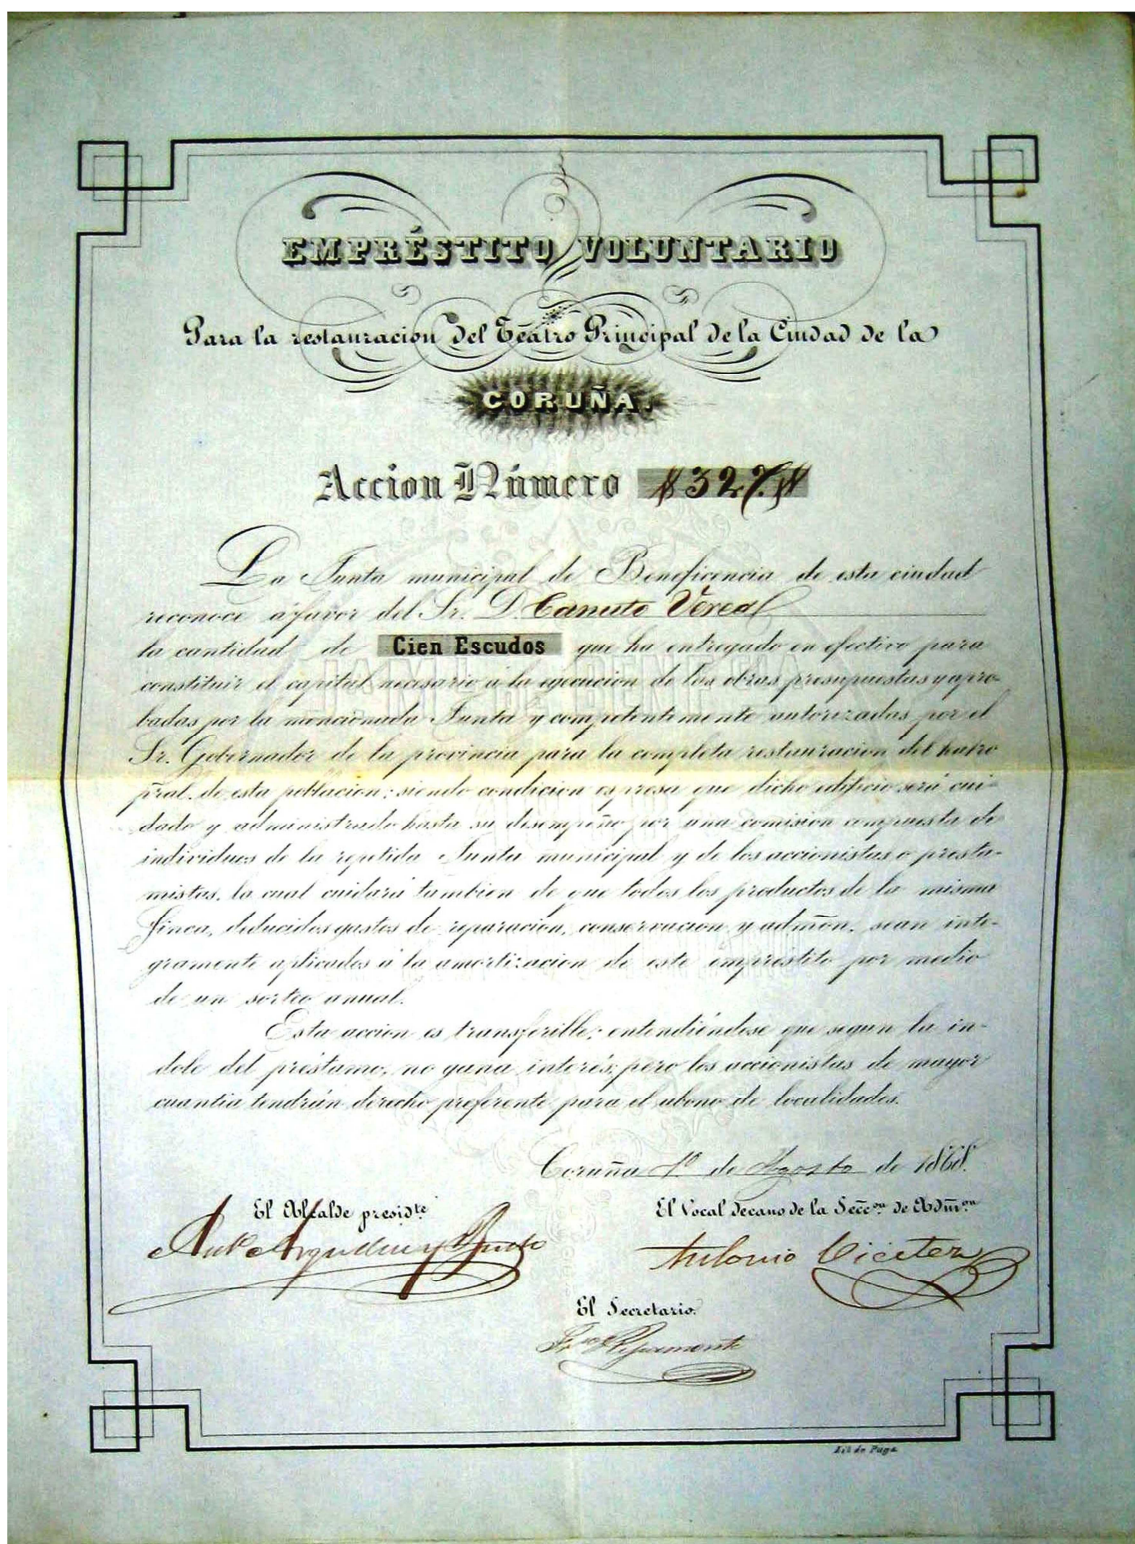 EMPRÉSTITO VOLUNTARIO
Para la restauracion del Teatro Principal de la Ciudad de la
CORUÑA.
Accion Número 327.
La Junta municipal de Beneficencia de esta ciudad
reconoce á favor del Sr. D. Canuto Vereal
la cantidad de Cien Escudos que ha entregado en efectivo para
constituir el capital necesario á la egecucion de las obras presupuestas y apro-
badas por la mencionada Junta y competentemente autorizadas por el
Sr. Gobernador de la provincia para la completa restauracion del teatro
pral. de esta poblacion; siendo condicion espresa que dicho edificio será cui-
dado y administrado hasta su desempeño por una comision compuesta de
individuos de la repetida Junta municipal y de los accionistas o presta-
mistas, la cual cuidará tambien de que todos los productos de la misma
finca, deducidos gastos de reparacion, conservacion y admon. sean inte-
gramente aplicados á la amortizacion de este empréstito por medio
de un sorteo anual.
Esta accion es transferible; entendiéndose que segun la ín-
dole del préstamo, no gana interés; pero los accionistas de mayor
cuantía tendrán derecho preferente para el abono de localidades.
Coruña 1º de Agosto de 1868.
El Alcalde presidte
El Vocal decano de la Seccon de Admon
Antonio Vicetez
El Secretario.
Lit de Puga